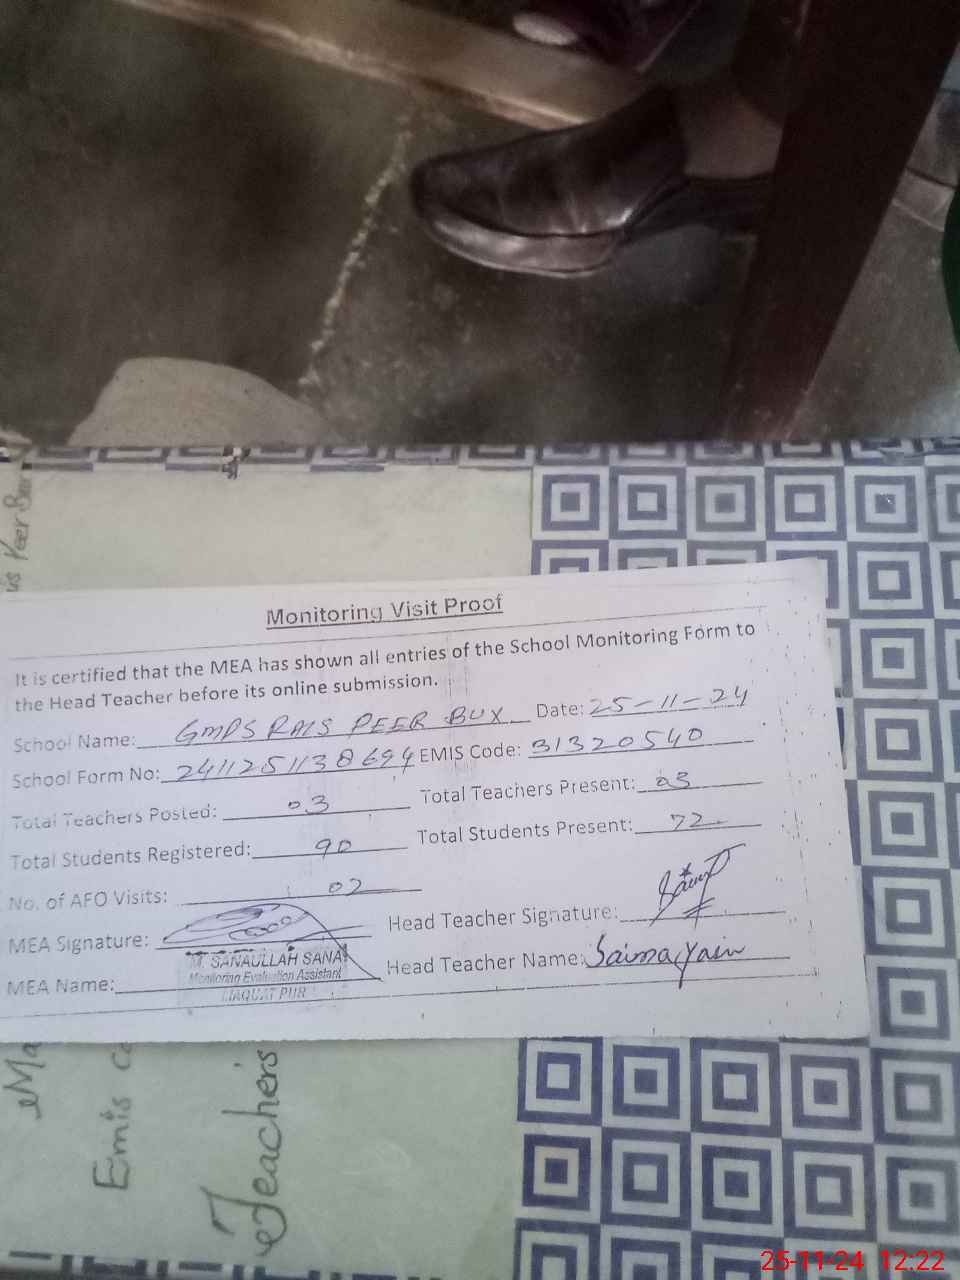 us Peer Bux
Monitoring Visit Proof
It is certified that the MEA has shown all entries of the School Monitoring Form to
the Head Teacher before its online submission.
School Name: GMPS RAIS PEER BUX Date: 25-11-24
School Form No: 2411251138694 EMIS Code: 31320540
Total Teachers Posted: 03 Total Teachers Present: 03
Total Students Registered: 90 Total Students Present: 72
No. of AFO Visits: 02
MEA Signature: Head Teacher Signature:
M. SANAULLAH SANA
Monitoring Evaluation Assistant
LIAQUAT PUR
MEA Name: Head Teacher Name: Saima Yasin
Emis
Teachers
25-11-24 12:22